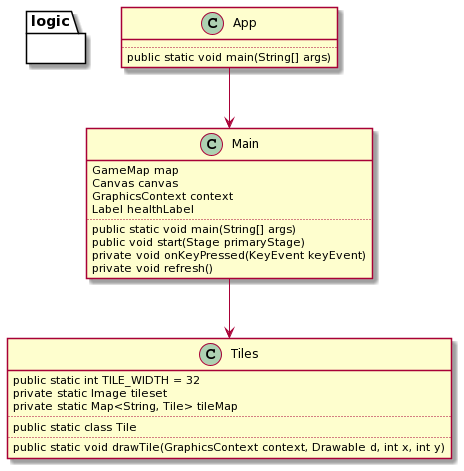 logic
C App
public static void main(String[] args)
C Main
GameMap map
Canvas canvas
GraphicsContext context
Label healthLabel
public static void main(String[] args)
public void start(Stage primaryStage)
private void onKeyPressed(KeyEvent keyEvent)
private void refresh()
C Tiles
public static int TILE_WIDTH = 32
private static Image tileset
private static Map<String, Tile> tileMap
public static class Tile
public static void drawTile(GraphicsContext context, Drawable d, int x, int y)